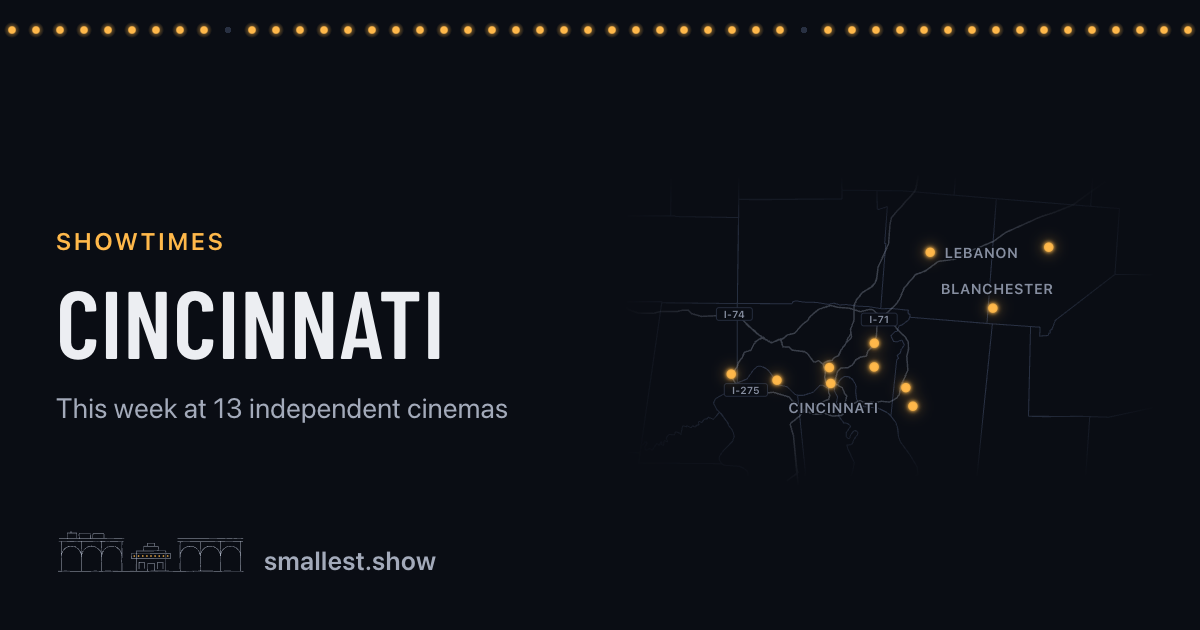 SHOWTIMES
CINCINNATI
This week at 13 independent cinemas
smallest.show
LEBANON
BLANCHESTER
I-74
I-71
I-275
CINCINNATI